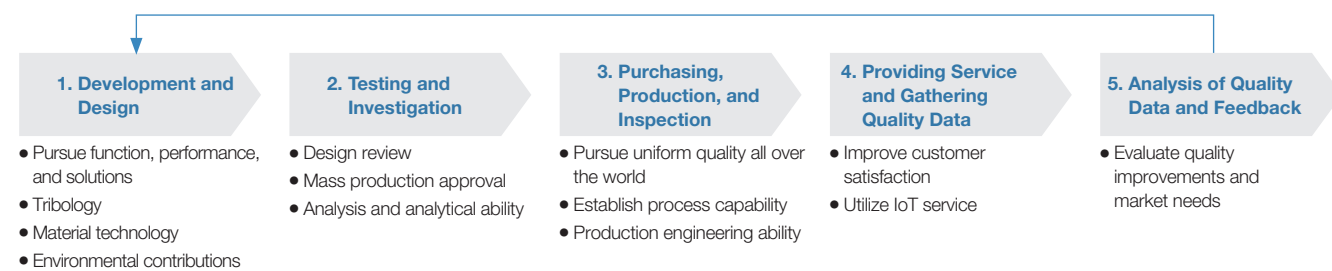 1. Development and
Design
● Pursue function, performance,
and solutions
● Tribology
● Material technology
● Environmental contributions
2. Testing and
Investigation
● Design review
● Mass production approval
● Analysis and analytical ability
3. Purchasing,
Production, and
Inspection
● Pursue uniform quality all over
the world
● Establish process capability
● Production engineering ability
4. Providing Service
and Gathering
Quality Data
● Improve customer
satisfaction
● Utilize IoT service
5. Analysis of Quality
Data and Feedback
● Evaluate quality
improvements and
market needs